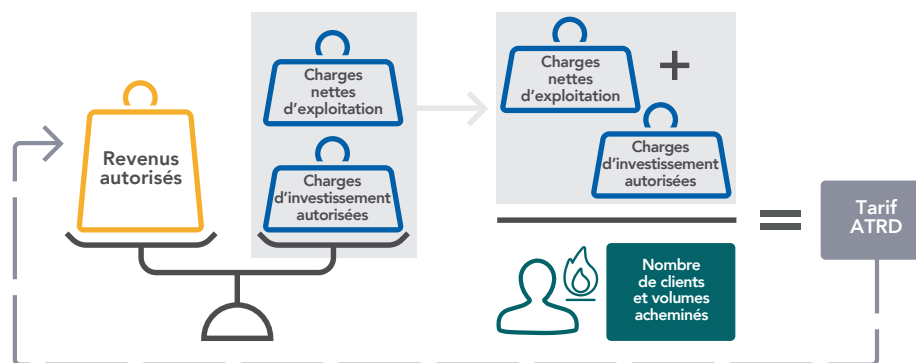 Revenus
autorisés
Charges
nettes
d'exploitation
Charges
d'investissement
autorisées
Charges
nettes
d'exploitation
+
Charges
d'investissement
autorisées
=
Nombre
de clients
et volumes
acheminés
Tarif
ATRD